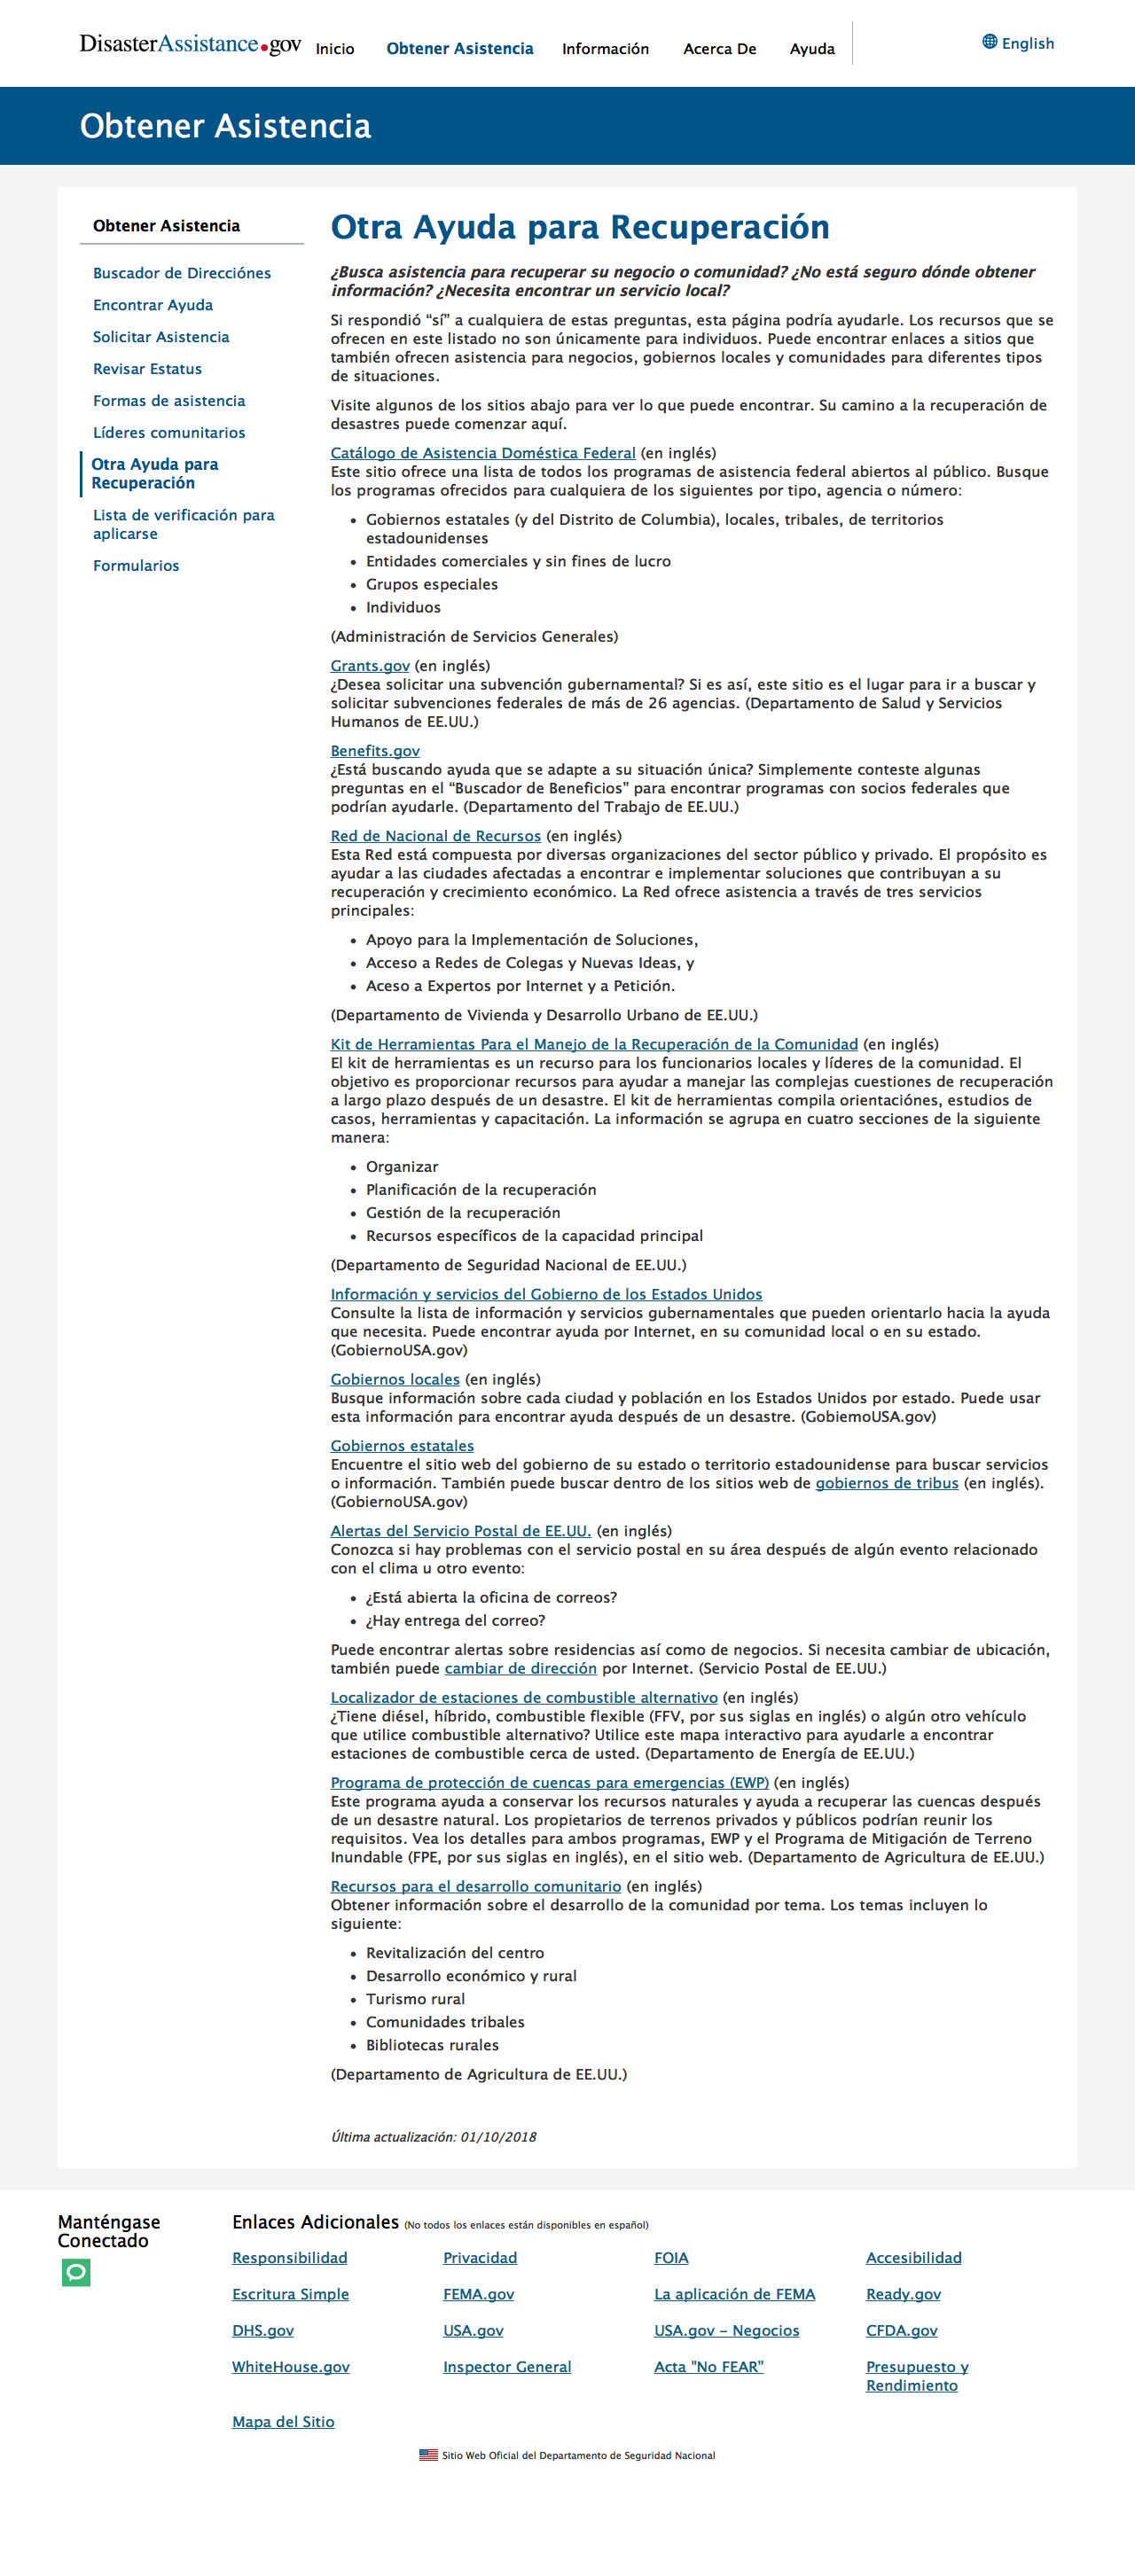 DisasterAssistance.gov
Inicio
Obtener Asistencia
Información
Acerca De
Ayuda
English
Obtener Asistencia
Obtener Asistencia
Buscador de Direcciónes
Encontrar Ayuda
Solicitar Asistencia
Revisar Estatus
Formas de asistencia
Líderes comunitarios
Otra Ayuda para
Recuperación
Lista de verificación para
aplicarse
Formularios
Otra Ayuda para Recuperación
¿Busca asistencia para recuperar su negocio o comunidad? ¿No está seguro dónde obtener
información? ¿Necesita encontrar un servicio local?
Si respondió “sí” a cualquiera de estas preguntas, esta página podría ayudarle. Los recursos que se
ofrecen en este listado no son únicamente para individuos. Puede encontrar enlaces a sitios que
también ofrecen asistencia para negocios, gobiernos locales y comunidades para diferentes tipos
de situaciones.
Visite algunos de los sitios abajo para ver lo que puede encontrar. Su camino a la recuperación de
desastres puede comenzar aquí.
Catálogo de Asistencia Doméstica Federal (en inglés)
Este sitio ofrece una lista de todos los programas de asistencia federal abiertos al público. Busque
los programas ofrecidos para cualquiera de los siguientes por tipo, agencia o número:
• Gobiernos estatales (y del Distrito de Columbia), locales, tribales, de territorios
estadounidenses
• Entidades comerciales y sin fines de lucro
• Grupos especiales
• Individuos
(Administración de Servicios Generales)
Grants.gov (en inglés)
¿Desea solicitar una subvención gubernamental? Si es así, este sitio es el lugar para ir a buscar y
solicitar subvenciones federales de más de 26 agencias. (Departamento de Salud y Servicios
Humanos de EE.UU.)
Benefits.gov
¿Está buscando ayuda que se adapte a su situación única? Simplemente conteste algunas
preguntas en el “Buscador de Beneficios” para encontrar programas con socios federales que
podrían ayudarle. (Departamento del Trabajo de EE.UU.)
Red de Nacional de Recursos (en inglés)
Esta Red está compuesta por diversas organizaciones del sector público y privado. El propósito es
ayudar a las ciudades afectadas a encontrar e implementar soluciones que contribuyan a su
recuperación y crecimiento económico. La Red ofrece asistencia a través de tres servicios
principales:
• Apoyo para la Implementación de Soluciones,
• Acceso a Redes de Colegas y Nuevas Ideas, y
• Aceso a Expertos por Internet y a Petición.
(Departamento de Vivienda y Desarrollo Urbano de EE.UU.)
Kit de Herramientas Para el Manejo de la Recuperación de la Comunidad (en inglés)
El kit de herramientas es un recurso para los funcionarios locales y líderes de la comunidad. El
objetivo es proporcionar recursos para ayudar a manejar las complejas cuestiones de recuperación
a largo plazo después de un desastre. El kit de herramientas compila orientaciónes, estudios de
casos, herramientas y capacitación. La información se agrupa en cuatro secciones de la siguiente
manera:
• Organizar
• Planificación de la recuperación
• Gestión de la recuperación
• Recursos específicos de la capacidad principal
(Departamento de Seguridad Nacional de EE.UU.)
Información y servicios del Gobierno de los Estados Unidos
Consulte la lista de información y servicios gubernamentales que pueden orientarlo hacia la ayuda
que necesita. Puede encontrar ayuda por Internet, en su comunidad local o en su estado.
(GobiernoUSA.gov)
Gobiernos locales (en inglés)
Busque información sobre cada ciudad y población en los Estados Unidos por estado. Puede usar
esta información para encontrar ayuda después de un desastre. (GobiemoUSA.gov)
Gobiernos estatales
Encuentre el sitio web del gobierno de su estado o territorio estadounidense para buscar servicios
o información. También puede buscar dentro de los sitios web de gobiernos de tribus (en inglés).
(GobiernoUSA.gov)
Alertas del Servicio Postal de EE.UU. (en inglés)
Conozca si hay problemas con el servicio postal en su área después de algún evento relacionado
con el clima u otro evento:
• ¿Está abierta la oficina de correos?
• ¿Hay entrega del correo?
Puede encontrar alertas sobre residencias así como de negocios. Si necesita cambiar de ubicación,
también puede cambiar de dirección por Internet. (Servicio Postal de EE.UU.)
Localizador de estaciones de combustible alternativo (en inglés)
¿Tiene diésel, híbrido, combustible flexible (FFV, por sus siglas en inglés) o algún otro vehículo
que utilice combustible alternativo? Utilice este mapa interactivo para ayudarle a encontrar
estaciones de combustible cerca de usted. (Departamento de Energía de EE.UU.)
Programa de protección de cuencas para emergencias (EWP) (en inglés)
Este programa ayuda a conservar los recursos naturales y ayuda a recuperar las cuencas después
de un desastre natural. Los propietarios de terrenos privados y públicos podrían reunir los
requisitos. Vea los detalles para ambos programas, EWP y el Programa de Mitigación de Terreno
Inundable (FPE, por sus siglas en inglés), en el sitio web. (Departamento de Agricultura de EE.UU.)
Recursos para el desarrollo comunitario (en inglés)
Obtener información sobre el desarrollo de la comunidad por tema. Los temas incluyen lo
siguiente:
• Revitalización del centro
• Desarrollo económico y rural
• Turismo rural
• Comunidades tribales
• Bibliotecas rurales
(Departamento de Agricultura de EE.UU.)
Última actualización: 01/10/2018
Manténgase
Conectado
Enlaces Adicionales (No todos los enlaces están disponibles en español)
Responsibilidad
Privacidad
FOIA
Accesibilidad
Escritura Simple
FEMA.gov
La aplicación de FEMA
Ready.gov
DHS.gov
USA.gov
USA.gov – Negocios
CFDA.gov
WhiteHouse.gov
Inspector General
Acta "No FEAR"
Presupuesto y
Rendimiento
Mapa del Sitio
Sitio Web Oficial del Departamento de Seguridad Nacional